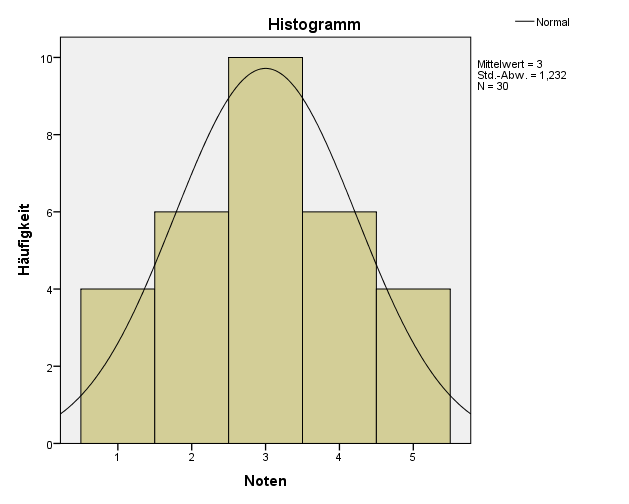 Histogramm
Normal
Mittelwert = 3
Std.-Abw. = 1,232
N = 30
Häufigkeit
10
8
6
4
2
0
1 2 3 4 5
Noten